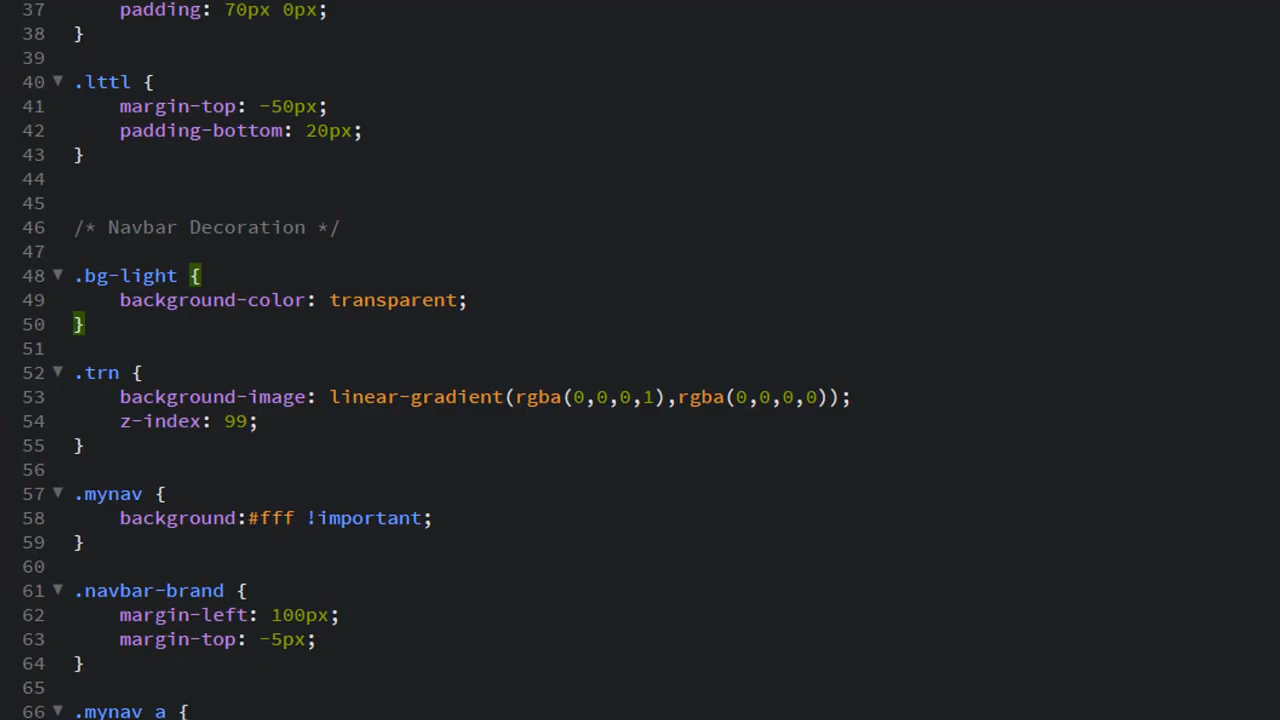 37 padding: 70px 0px;
38 }
39
40 .lttl {
41 margin-top: -50px;
42 padding-bottom: 20px;
43 }
44
45
46 /* Navbar Decoration */
47
48 .bg-light {
49 background-color: transparent;
50 }
51
52 .trn {
53 background-image: linear-gradient(rgba(0,0,0,1),rgba(0,0,0,0));
54 z-index: 99;
55 }
56
57 .mynav {
58 background:#fff !important;
59 }
60
61 .navbar-brand {
62 margin-left: 100px;
63 margin-top: -5px;
64 }
65
66 .mynav a {